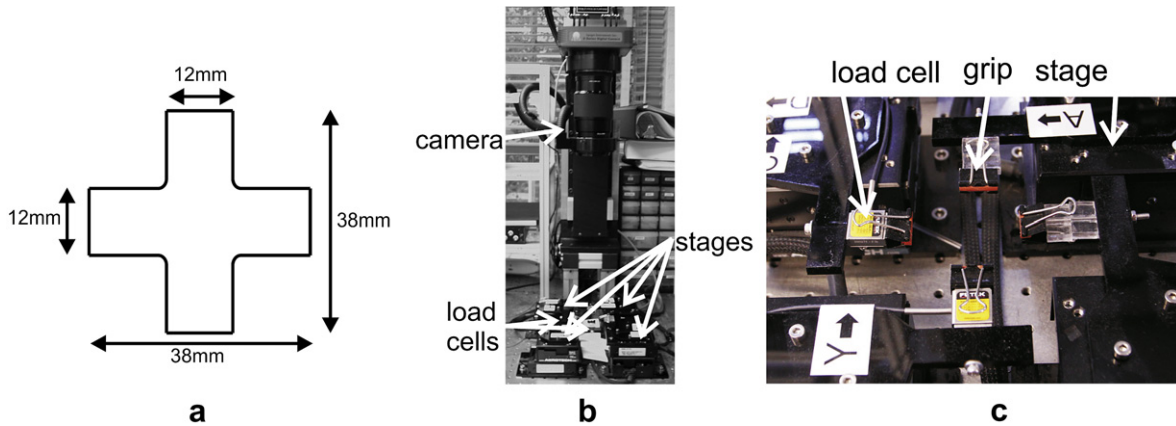 12mm
12mm
38mm
38mm
a
camera
stages
load
cells
b
load cell
grip
stage
A
Y
c